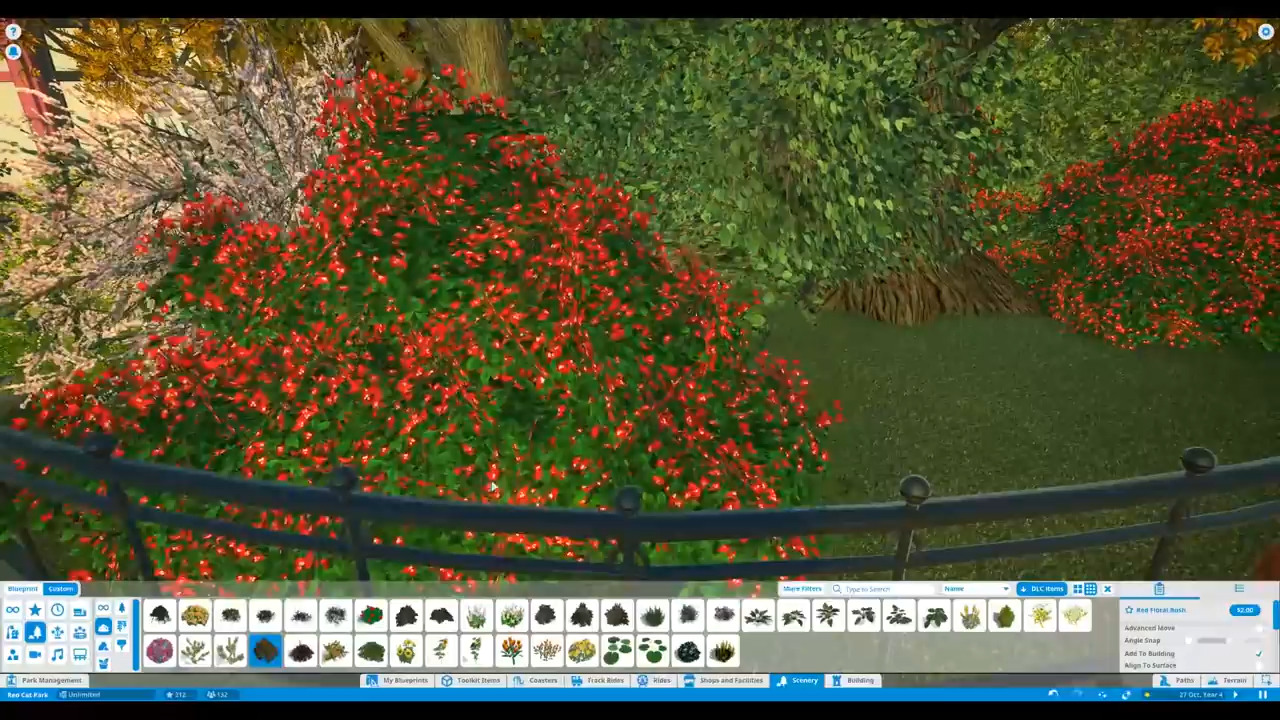 ?
Blueprint Custom
More Filters Type to Search Name DLC Items
Red Floral Bush $2.00
Advanced Move
Angle Snap
Add To Building
Align To Surface
Park Management My Blueprints Toolkit Items Coasters Track Rides Rides Shops and Facilities Scenery Building Paths Terrain
Red Cat Park Unlimited 212 132 27 Oct, Year 4